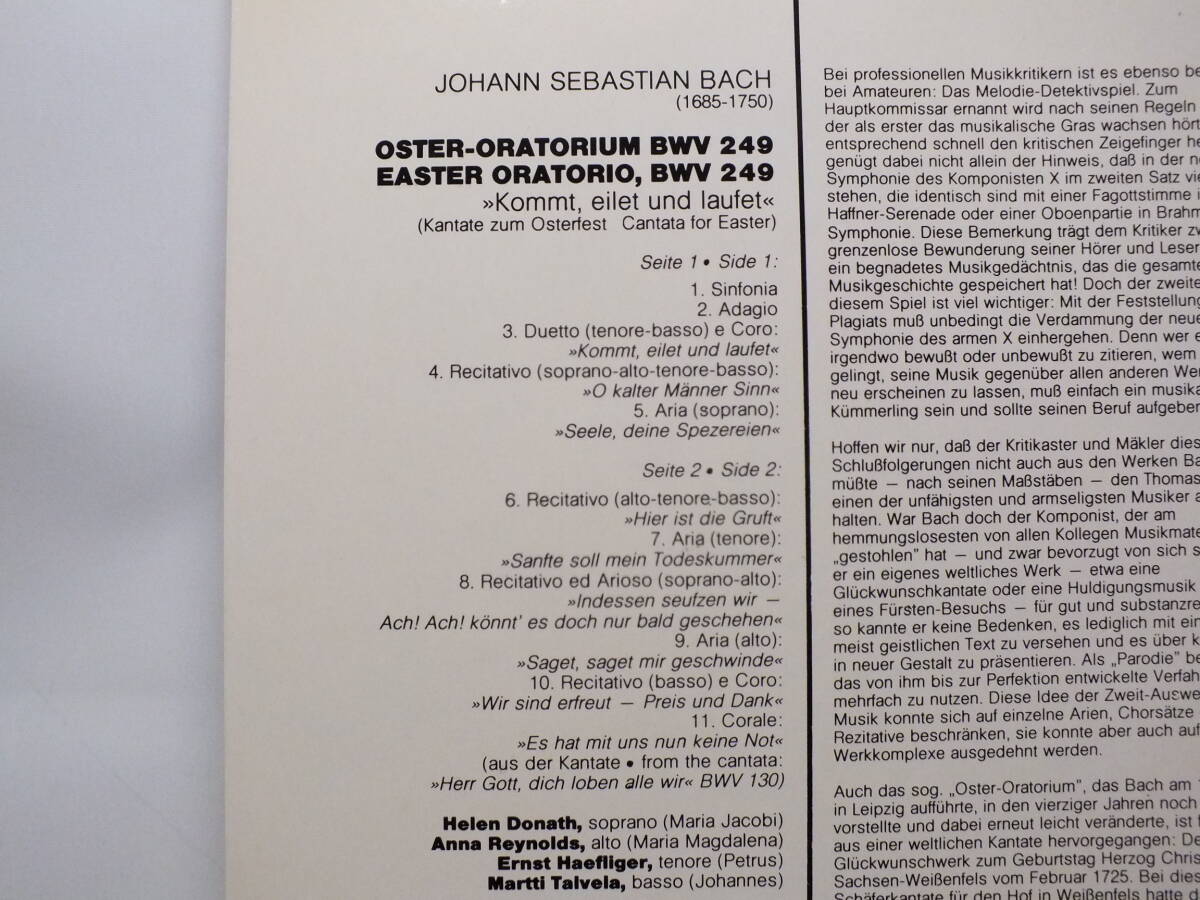 JOHANN SEBASTIAN BACH
(1685-1750)
OSTER-ORATORIUM BWV 249
EASTER ORATORIO, BWV 249
»Kommt, eilet und laufet«
(Kantate zum Osterfest Cantata for Easter)
Seite 1 • Side 1:
1. Sinfonia
2. Adagio
3. Duetto (tenore-basso) e Coro:
»Kommt, eilet und laufet«
4. Recitativo (soprano-alto-tenore-basso):
»O kalter Männer Sinn«
5. Aria (soprano):
»Seele, deine Spezereien«
Seite 2 • Side 2:
6. Recitativo (alto-tenore-basso):
»Hier ist die Gruft«
7. Aria (tenore):
»Sanfte soll mein Todeskummer«
8. Recitativo ed Arioso (soprano-alto):
»Indessen seufzen wir –
Ach! Ach! könnt' es doch nur bald geschehen«
9. Aria (alto):
»Saget, saget mir geschwinde«
10. Recitativo (basso) e Coro:
»Wir sind erfreut – Preis und Dank«
11. Corale:
»Es hat mit uns nun keine Not«
(aus der Kantate • from the cantata:
»Herr Gott, dich loben alle wir« BWV 130)
Helen Donath, soprano (Maria Jacobi)
Anna Reynolds, alto (Maria Magdalena)
Ernst Haefliger, tenore (Petrus)
Martti Talvela, basso (Johannes)
Bei professionellen Musikkritikern ist es ebenso be
bei Amateuren: Das Melodie-Detektivspiel. Zum
Hauptkommissar ernannt wird nach seinen Regeln
der als erster das musikalische Gras wachsen hört
entsprechend schnell den kritischen Zeigefinger he
genügt dabei nicht allein der Hinweis, daß in der ne
Symphonie des Komponisten X im zweiten Satz vie
stehen, die identisch sind mit einer Fagottstimme i
Haffner-Serenade oder einer Oboenpartie in Brahm
Symphonie. Diese Bemerkung trägt dem Kritiker zw
grenzenlose Bewunderung seiner Hörer und Leser
ein begnadetes Musikgedächtnis, das die gesamte
Musikgeschichte gespeichert hat! Doch der zweite
diesem Spiel ist viel wichtiger: Mit der Feststellung
Plagiats muß unbedingt die Verdammung der neue
Symphonie des armen X einhergehen. Denn wer e
irgendwo bewußt oder unbewußt zu zitieren, wem
gelingt, seine Musik gegenüber allen anderen Wer
neu erscheinen zu lassen, muß einfach ein musika
Kümmerling sein und sollte seinen Beruf aufgeben
Hoffen wir nur, daß der Kritikaster und Mäkler dies
Schlußfolgerungen nicht auch aus den Werken Ba
müßte – nach seinen Maßstäben – den Thomas
einen der unfähigsten und armseligsten Musiker a
halten. War Bach doch der Komponist, der am
hemmungslosesten von allen Kollegen Musikmate
„gestohlen" hat – und zwar bevorzugt von sich s
er ein eigenes weltliches Werk – etwa eine
Glückwunschkantate oder eine Huldigungsmusik
eines Fürsten-Besuchs – für gut und substanzre
so kannte er keine Bedenken, es lediglich mit ein
meist geistlichen Text zu versehen und es über k
in neuer Gestalt zu präsentieren. Als „Parodie" be
das von ihm bis zur Perfektion entwickelte Verfah
mehrfach zu nutzen. Diese Idee der Zweit-Auswe
Musik konnte sich auf einzelne Arien, Chorsätze
Rezitative beschränken, sie konnte aber auch auf
Werkkomplexe ausgedehnt werden.
Auch das sog. „Oster-Oratorium", das Bach am 1
in Leipzig aufführte, in den vierziger Jahren noch
vorstellte und dabei erneut leicht veränderte, ist
aus einer weltlichen Kantate hervorgegangen: De
Glückwunschwerk zum Geburtstag Herzog Chris
Sachsen-Weißenfels vom Februar 1725. Bei dies
Schäferkantate für den Hof in Weißenfels hatte d